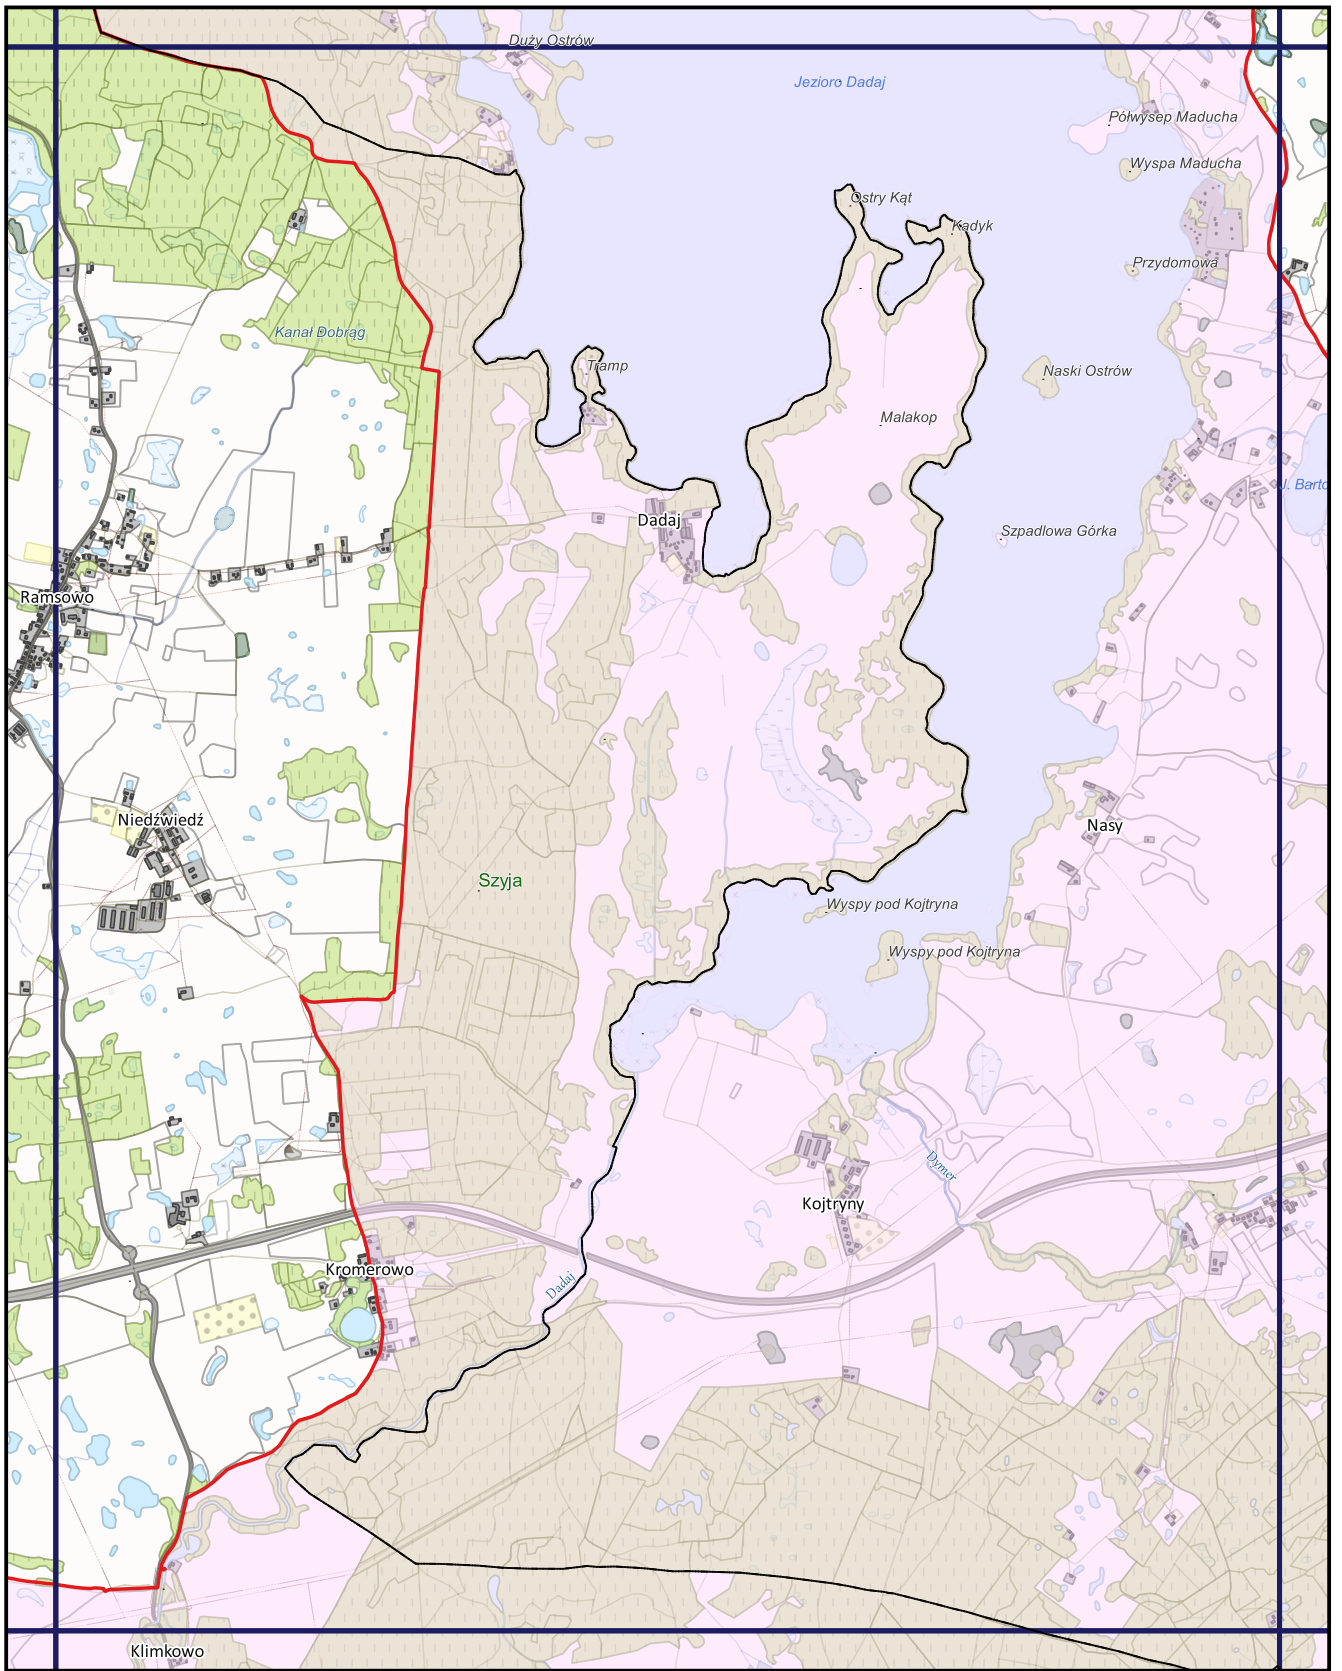 Duży Ostrów
Jezioro Dadaj
Półwysep Maducha
Wyspa Maducha
Ostry Kąt
Kadyk
Przydomowa
Kanał Dobrąg
Tramp
Naski Ostrów
Malakop
J. Barto
Dadaj
Szpadlowa Górka
Ramsowo
Niedźwiedź
Nasy
Szyja
Wyspy pod Kojtryna
Wyspy pod Kojtryna
Dymer
Kojtryny
Kromerowo
Dadaj
Klimkowo